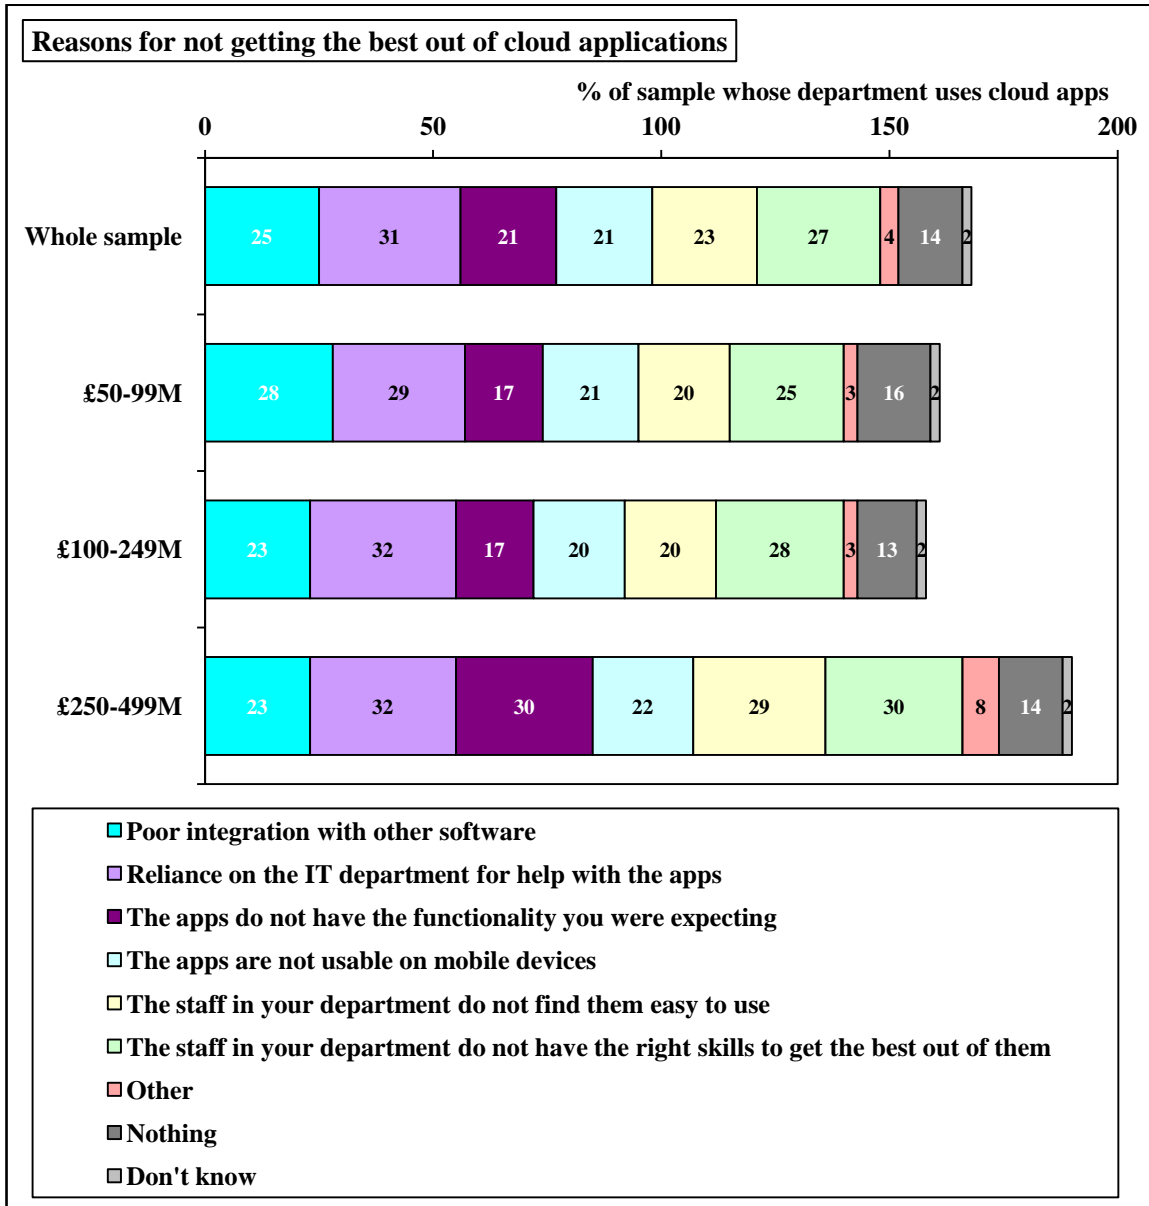 Reasons for not getting the best out of cloud applications
% of sample whose department uses cloud apps
0 50 100 150 200
Whole sample 25 31 21 21 23 27 4 14 2
£50-99M 28 29 17 21 20 25 3 16 2
£100-249M 23 32 17 20 20 28 3 13 2
£250-499M 23 32 30 22 29 30 8 14 2
Poor integration with other software
Reliance on the IT department for help with the apps
The apps do not have the functionality you were expecting
The apps are not usable on mobile devices
The staff in your department do not find them easy to use
The staff in your department do not have the right skills to get the best out of them
Other
Nothing
Don't know